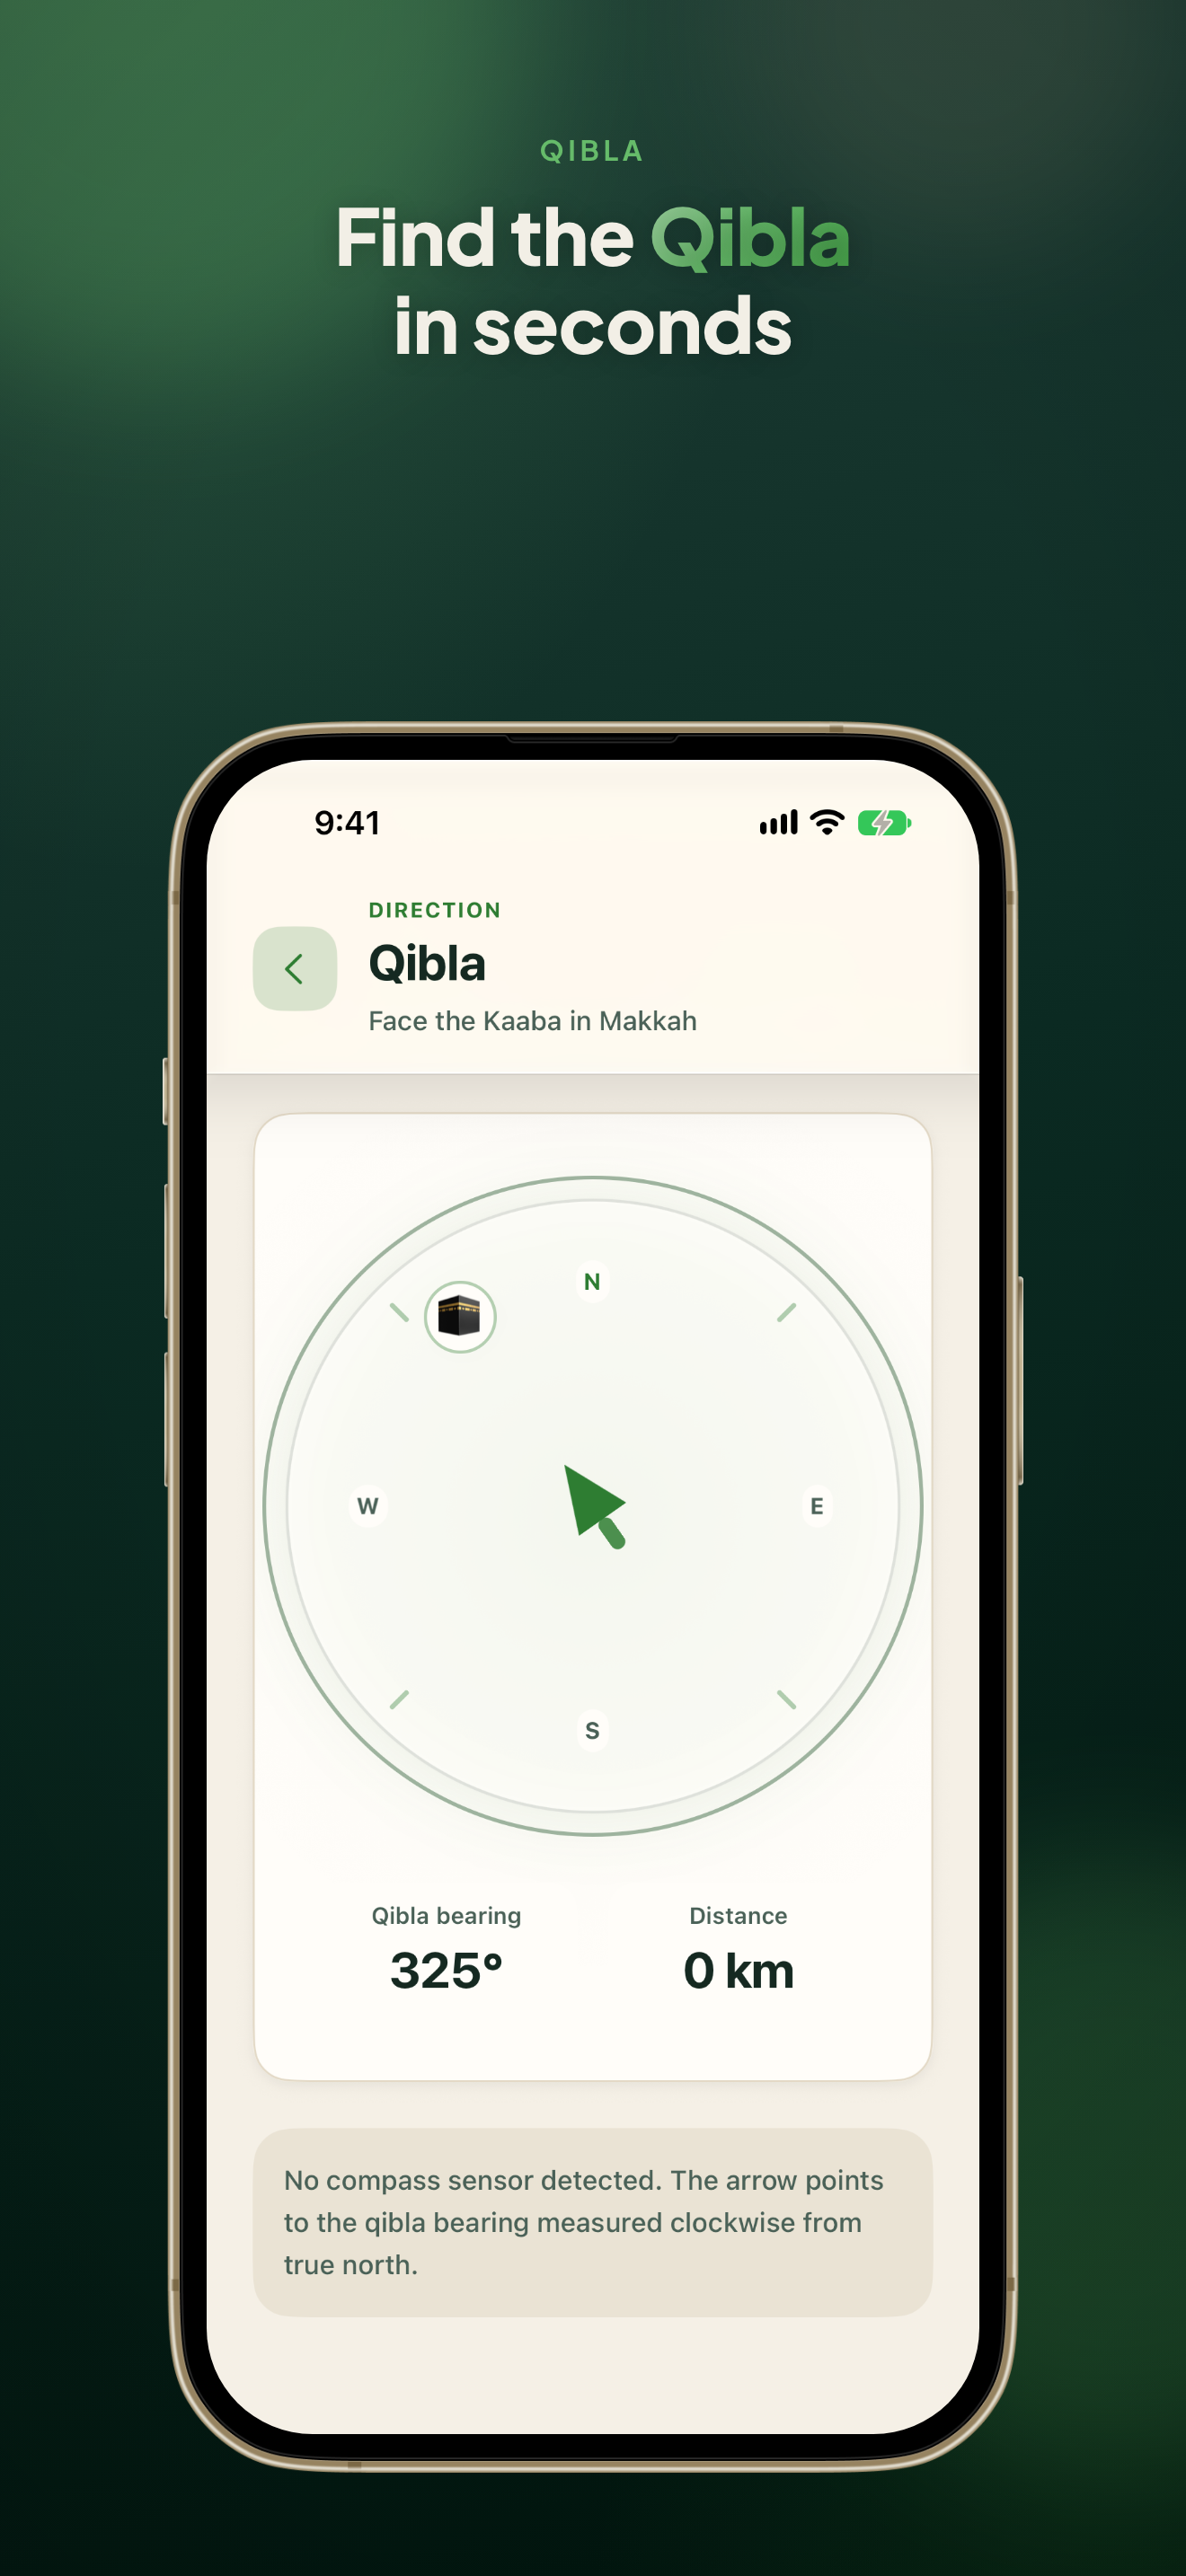 QIBLA
Find the Qibla
in seconds
9:41
DIRECTION
Qibla
Face the Kaaba in Makkah
N
W
E
S
Qibla bearing
325°
Distance
0 km
No compass sensor detected. The arrow points
to the qibla bearing measured clockwise from
true north.